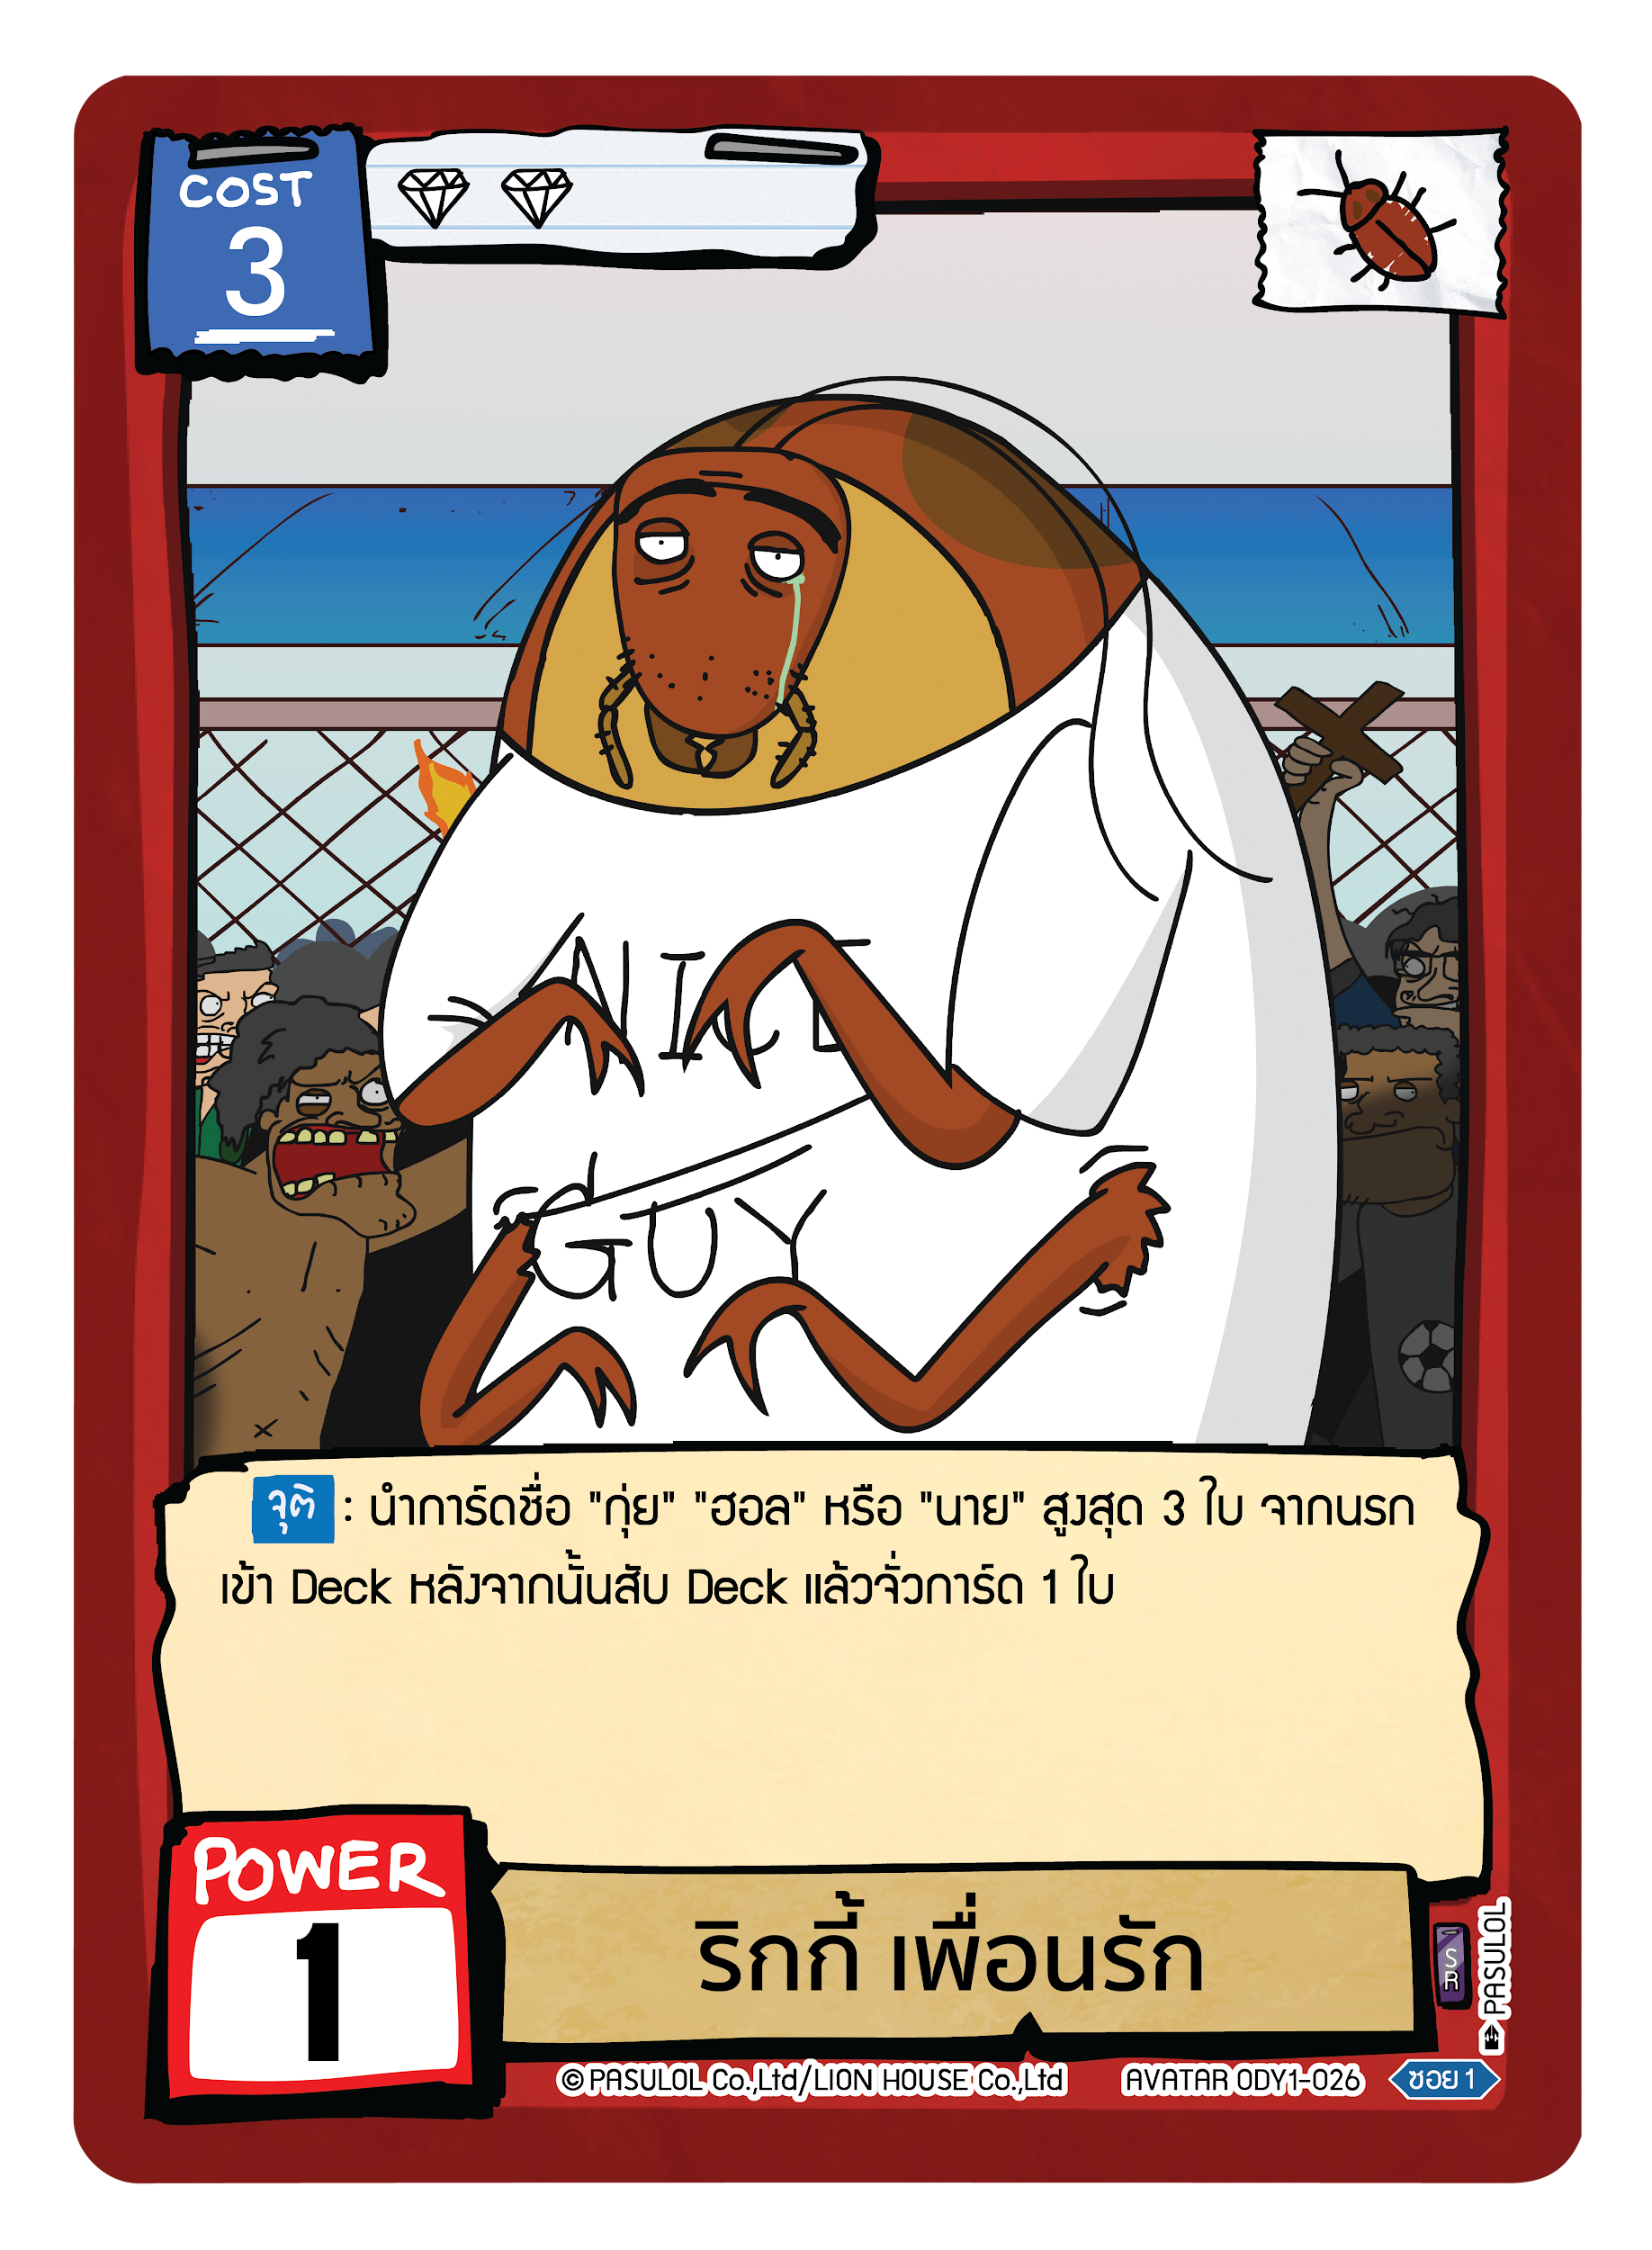 COST
3
NICE
GUY
จุติ : นำการ์ดชื่อ "กุ่ย" "ฮอล" หรือ "นาย" สูงสุด 3 ใบ จากนรก
เข้า Deck หลังจากนั้นสับ Deck แล้วจั่วการ์ด 1 ใบ
POWER
1
ริกกี้ เพื่อนรัก
SR
PASULOL
© PASULOL Co.,Ltd/LION HOUSE Co.,Ltd AVATAR ODY1-026 ซอย 1